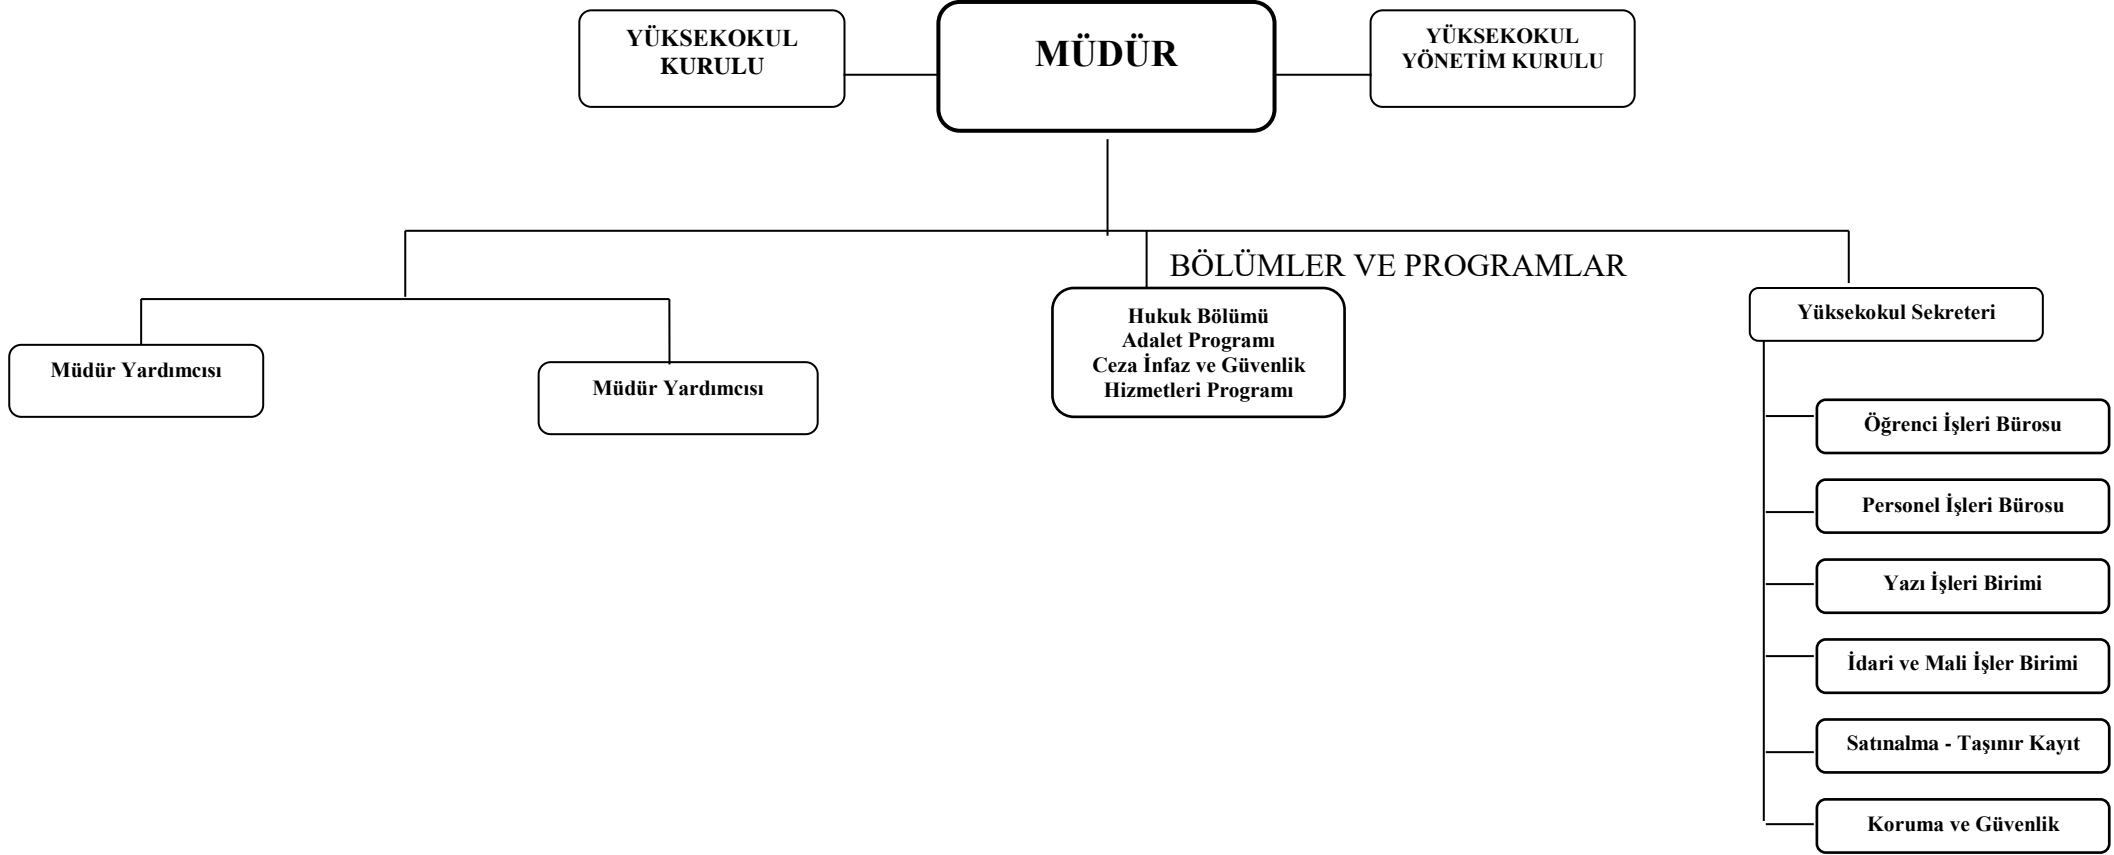 YÜKSEKOKUL
KURULU
MÜDÜR
YÜKSEKOKUL
YÖNETİM KURULU
BÖLÜMLER VE PROGRAMLAR
Müdür Yardımcısı
Müdür Yardımcısı
Hukuk Bölümü
Adalet Programı
Ceza İnfaz ve Güvenlik
Hizmetleri Programı
Yüksekokul Sekreteri
Öğrenci İşleri Bürosu
Personel İşleri Bürosu
Yazı İşleri Birimi
İdari ve Mali İşler Birimi
Satınalma - Taşınır Kayıt
Koruma ve Güvenlik